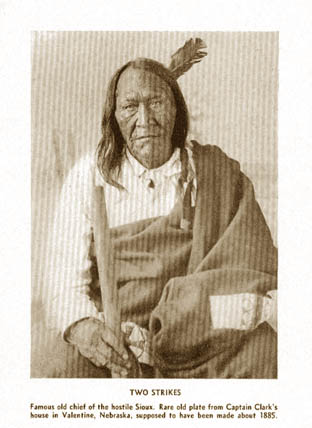 TWO STRIKES
Famous old chief of the hostile Sioux. Rare old plate from Captain Clark's
house in Valentine, Nebraska, supposed to have been made about 1885.